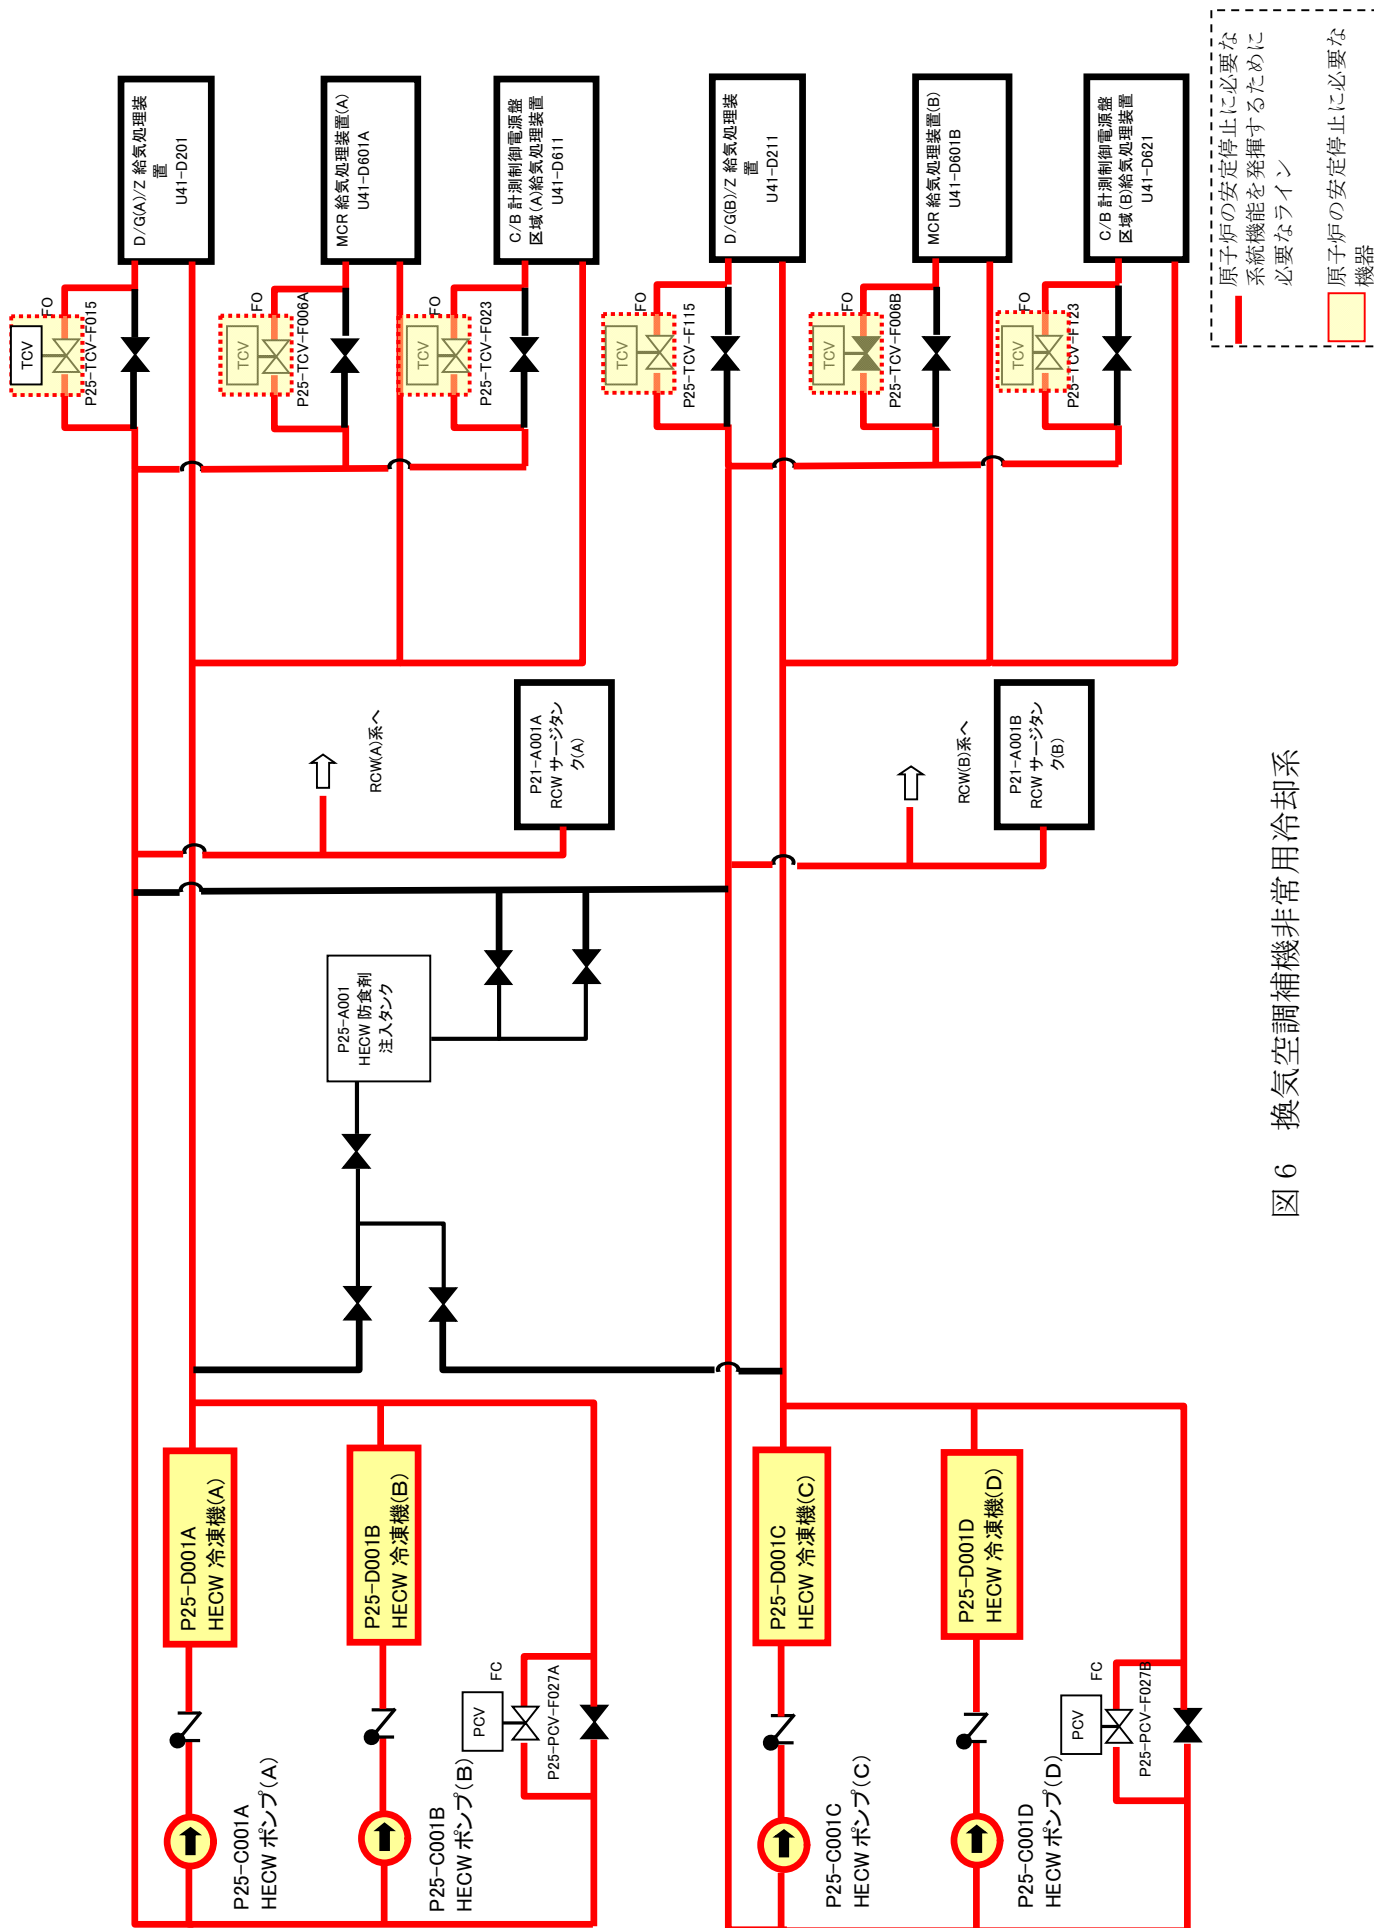 D/G(A)/Z 給気処理装
置
U41-D201
MCR 給気処理装置(A)
U41-D601A
C/B 計測制御電源盤
区域(A)給気処理装置
U41-D611
D/G(B)/Z 給気処理装
置
U41-D211
MCR 給気処理装置(B)
U41-D601B
C/B 計測制御電源盤
区域(B)給気処理装置
U41-D621
TCV
FO
P25-TCV-F015
TCV
FO
P25-TCV-F006A
TCV
FO
P25-TCV-F023
TCV
FO
P25-TCV-F115
TCV
FO
P25-TCV-F006B
TCV
FO
P25-TCV-F123
RCW(A)系へ
P21-A001A
RCW サージタン
ク(A)
RCW(B)系へ
P21-A001B
RCW サージタン
ク(B)
P25-A001
HECW 防食剤
注入タンク
P25-D001A
HECW 冷凍機(A)
P25-D001B
HECW 冷凍機(B)
P25-D001C
HECW 冷凍機(C)
P25-D001D
HECW 冷凍機(D)
PCV
FC
P25-PCV-F027A
PCV
FC
P25-PCV-F027B
P25-C001A
HECW ポンプ(A)
P25-C001B
HECW ポンプ(B)
P25-C001C
HECW ポンプ(C)
P25-C001D
HECW ポンプ(D)
原子炉の安定停止に必要な
系統機能を発揮するために
必要なライン
原子炉の安定停止に必要な
機器
図 6 換気空調補機非常用冷却系